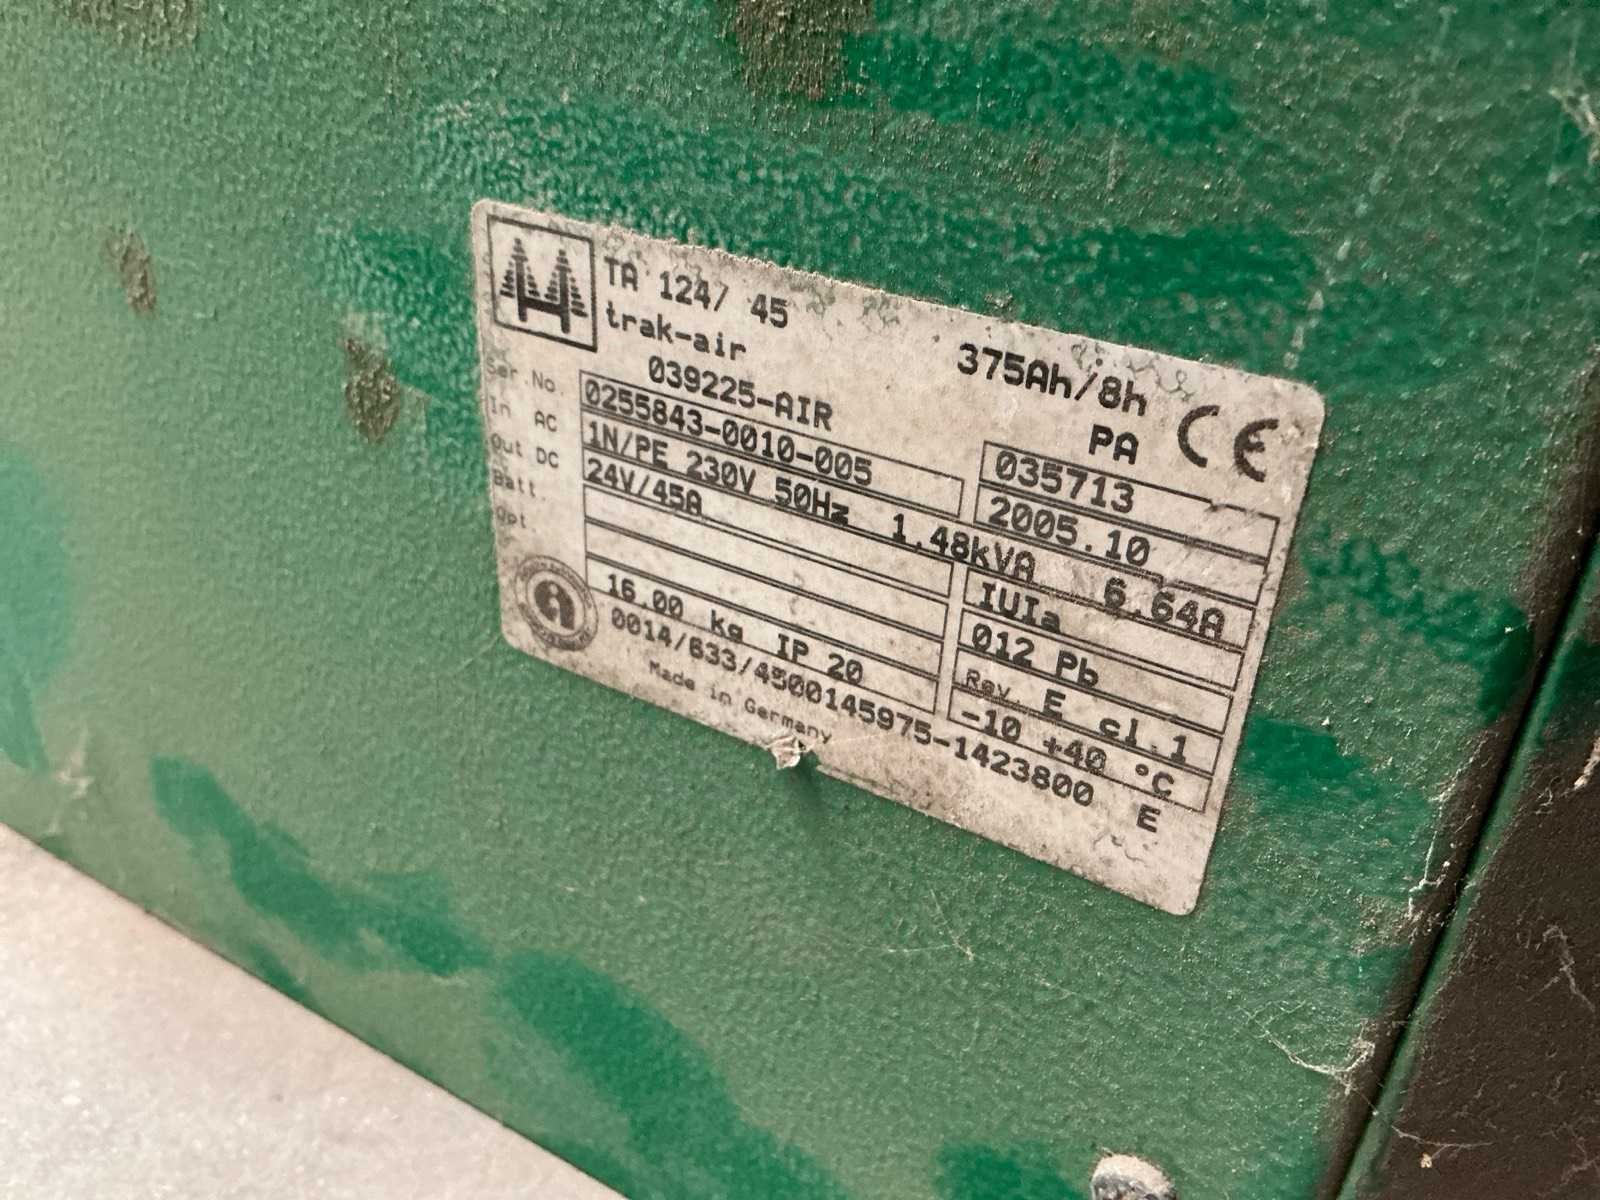 TA 124/ 45
trak-air 375Ah/8h
039225-AIR PA CE
Ser.No. 0255843-0010-005 035713
In AC 1N/PE 230V 50Hz 1.48kVA 6.64A 2005.10
Out DC 24V/45A IUIa
Batt. 012 Pb
Opt. Rev. E cl.1
16.00 kg IP 20 -10 +40 °C
0014/633/4500145975-1423800 E
Made in Germany